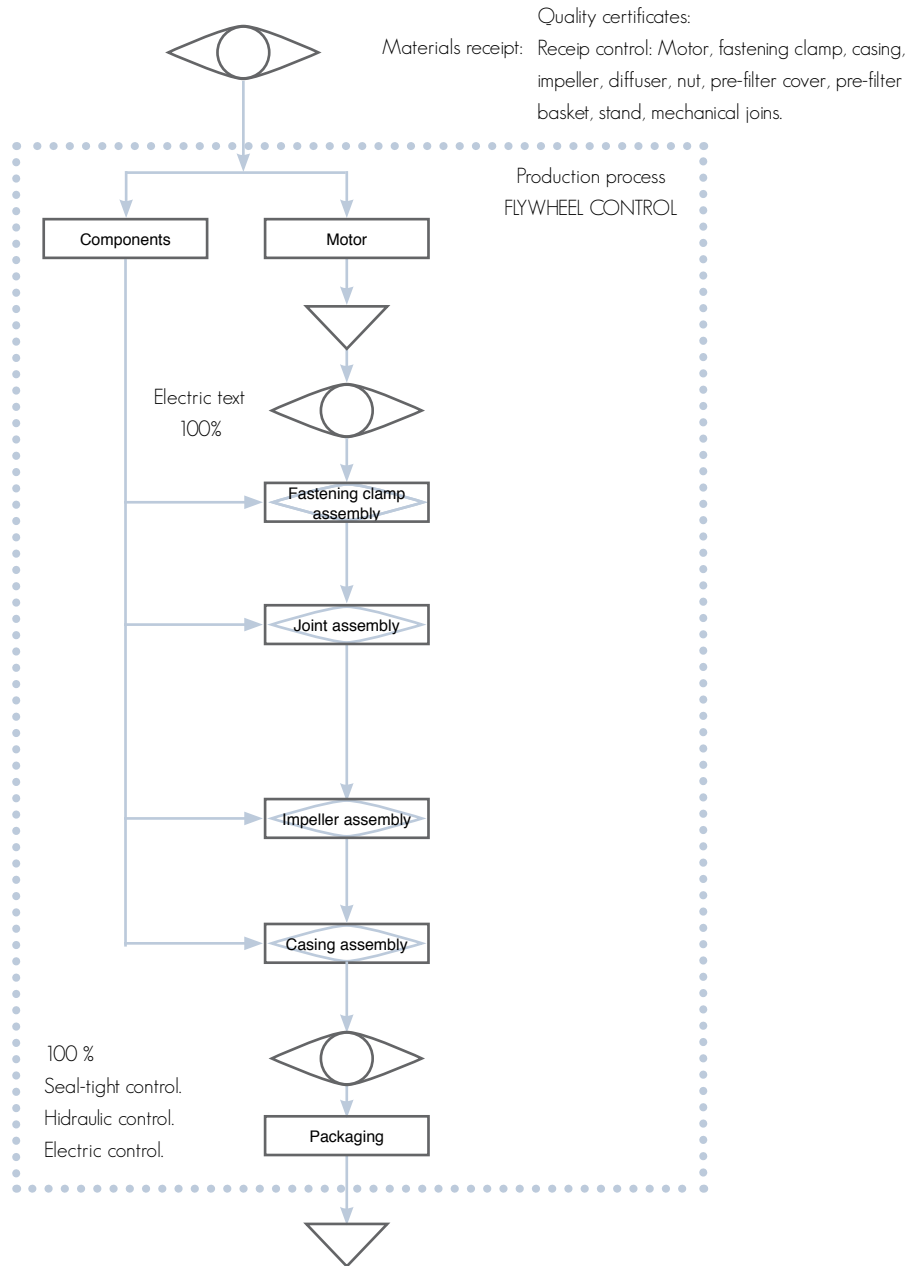 Quality certificates:
Materials receipt: Receip control: Motor, fastening clamp, casing,
impeller, diffuser, nut, pre-filter cover, pre-filter
basket, stand, mechanical joins.
Production process
FLYWHEEL CONTROL
Components
Motor
Electric text
100%
Fastening clamp
assembly
Joint assembly
Impeller assembly
Casing assembly
100 %
Seal-tight control.
Hidraulic control.
Electric control.
Packaging